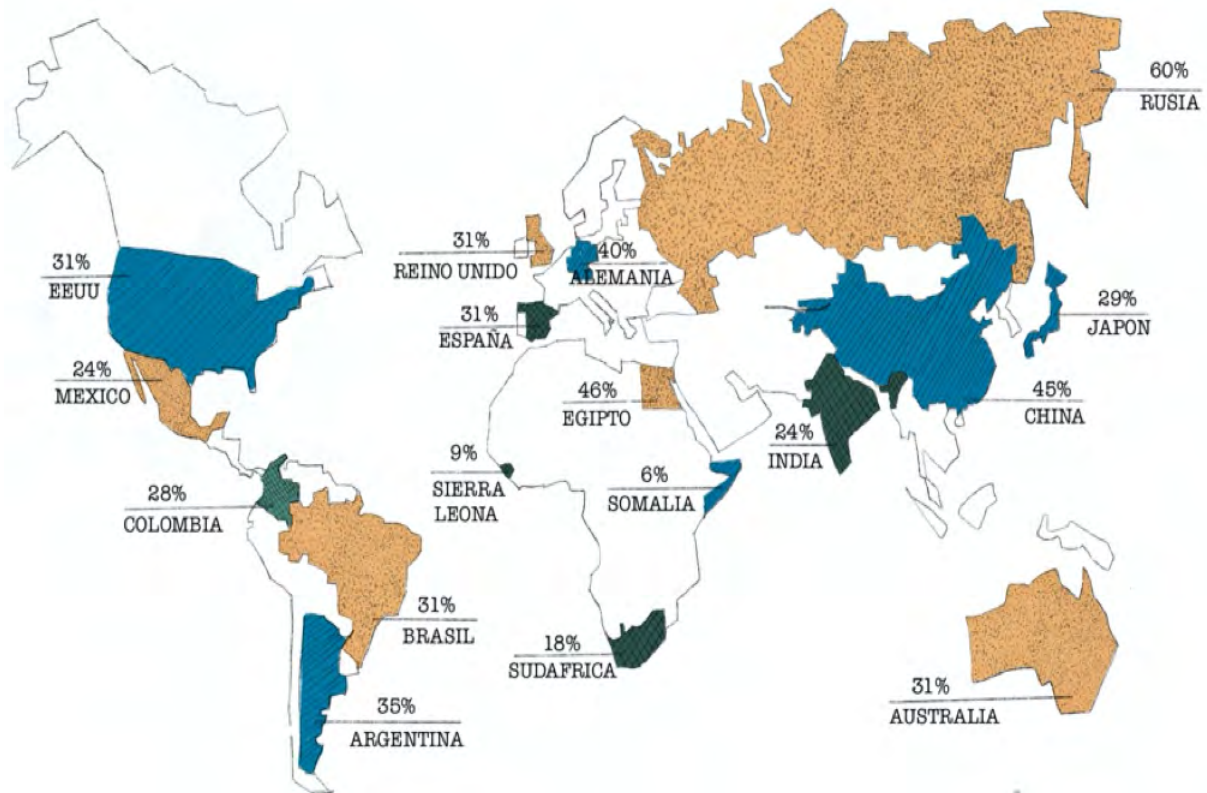 60%
RUSIA
31%
REINO UNIDO
40%
ALEMANIA
31%
EEUU
31%
ESPAÑA
29%
JAPON
24%
MEXICO
46%
EGIPTO
45%
CHINA
24%
INDIA
9%
SIERRA
LEONA
6%
SOMALIA
28%
COLOMBIA
31%
BRASIL
18%
SUDAFRICA
31%
AUSTRALIA
35%
ARGENTINA